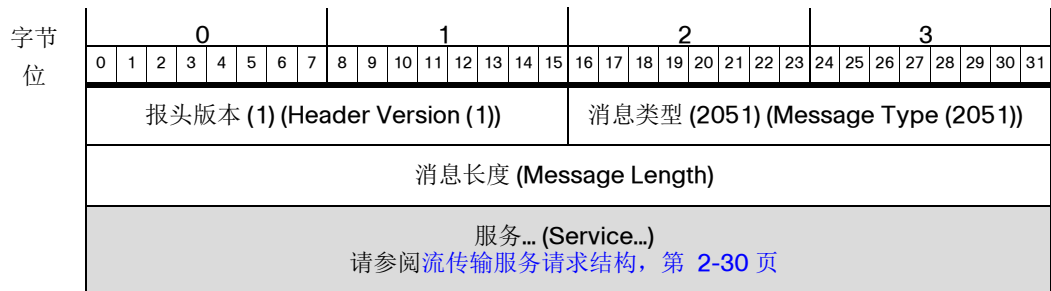 字节 0 1 2 3
位 0 1 2 3 4 5 6 7 8 9 10 11 12 13 14 15 16 17 18 19 20 21 22 23 24 25 26 27 28 29 30 31
报头版本 (1) (Header Version (1)) 消息类型 (2051) (Message Type (2051))
消息长度 (Message Length)
服务... (Service...)
请参阅流传输服务请求结构，第 2-30 页